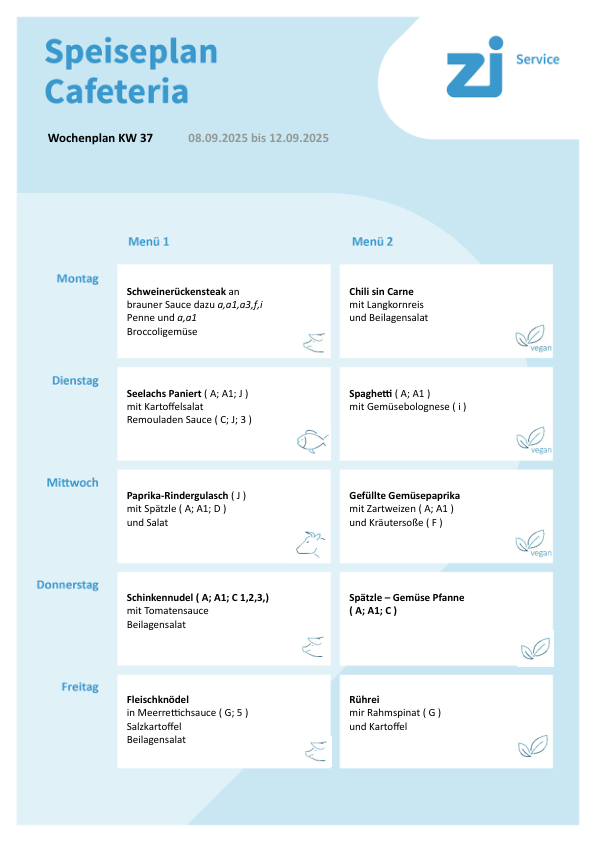 Speiseplan
Cafeteria
zi Service
Wochenplan KW 37 08.09.2025 bis 12.09.2025
Menü 1 Menü 2
Montag
Schweinerückensteak an
brauner Sauce dazu a,a1,a3,f,i
Penne und a,a1
Broccoligemüse
Chili sin Carne
mit Langkornreis
und Beilagensalat
vegan
Dienstag
Seelachs Paniert ( A; A1; J )
mit Kartoffelsalat
Remouladen Sauce ( C; J; 3 )
Spaghetti ( A; A1 )
mit Gemüsebolognese ( i )
vegan
Mittwoch
Paprika-Rindergulasch ( J )
mit Spätzle ( A; A1; D )
und Salat
Gefüllte Gemüsepaprika
mit Zartweizen ( A; A1 )
und Kräutersoße ( F )
vegan
Donnerstag
Schinkennudel ( A; A1; C 1,2,3,)
mit Tomatensauce
Beilagensalat
Spätzle – Gemüse Pfanne
( A; A1; C )
Freitag
Fleischknödel
in Meerrettichsauce ( G; 5 )
Salzkartoffel
Beilagensalat
Rührei
mir Rahmspinat ( G )
und Kartoffel